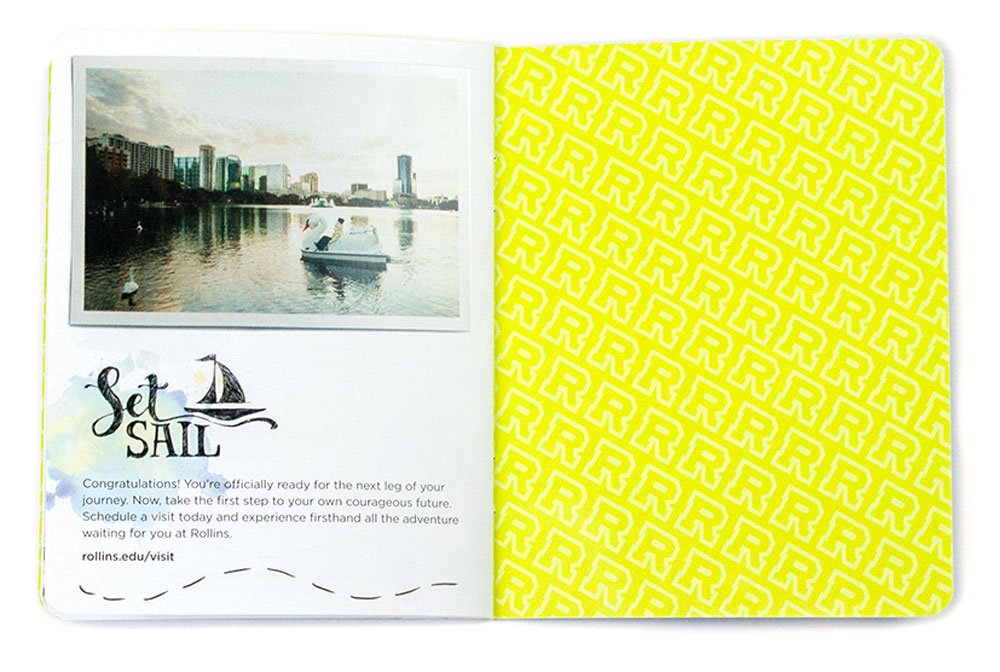 Set
SAIL
Congratulations! You're officially ready for the next leg of your
journey. Now, take the first step to your own courageous future.
Schedule a visit today and experience firsthand all the adventure
waiting for you at Rollins.
rollins.edu/visit